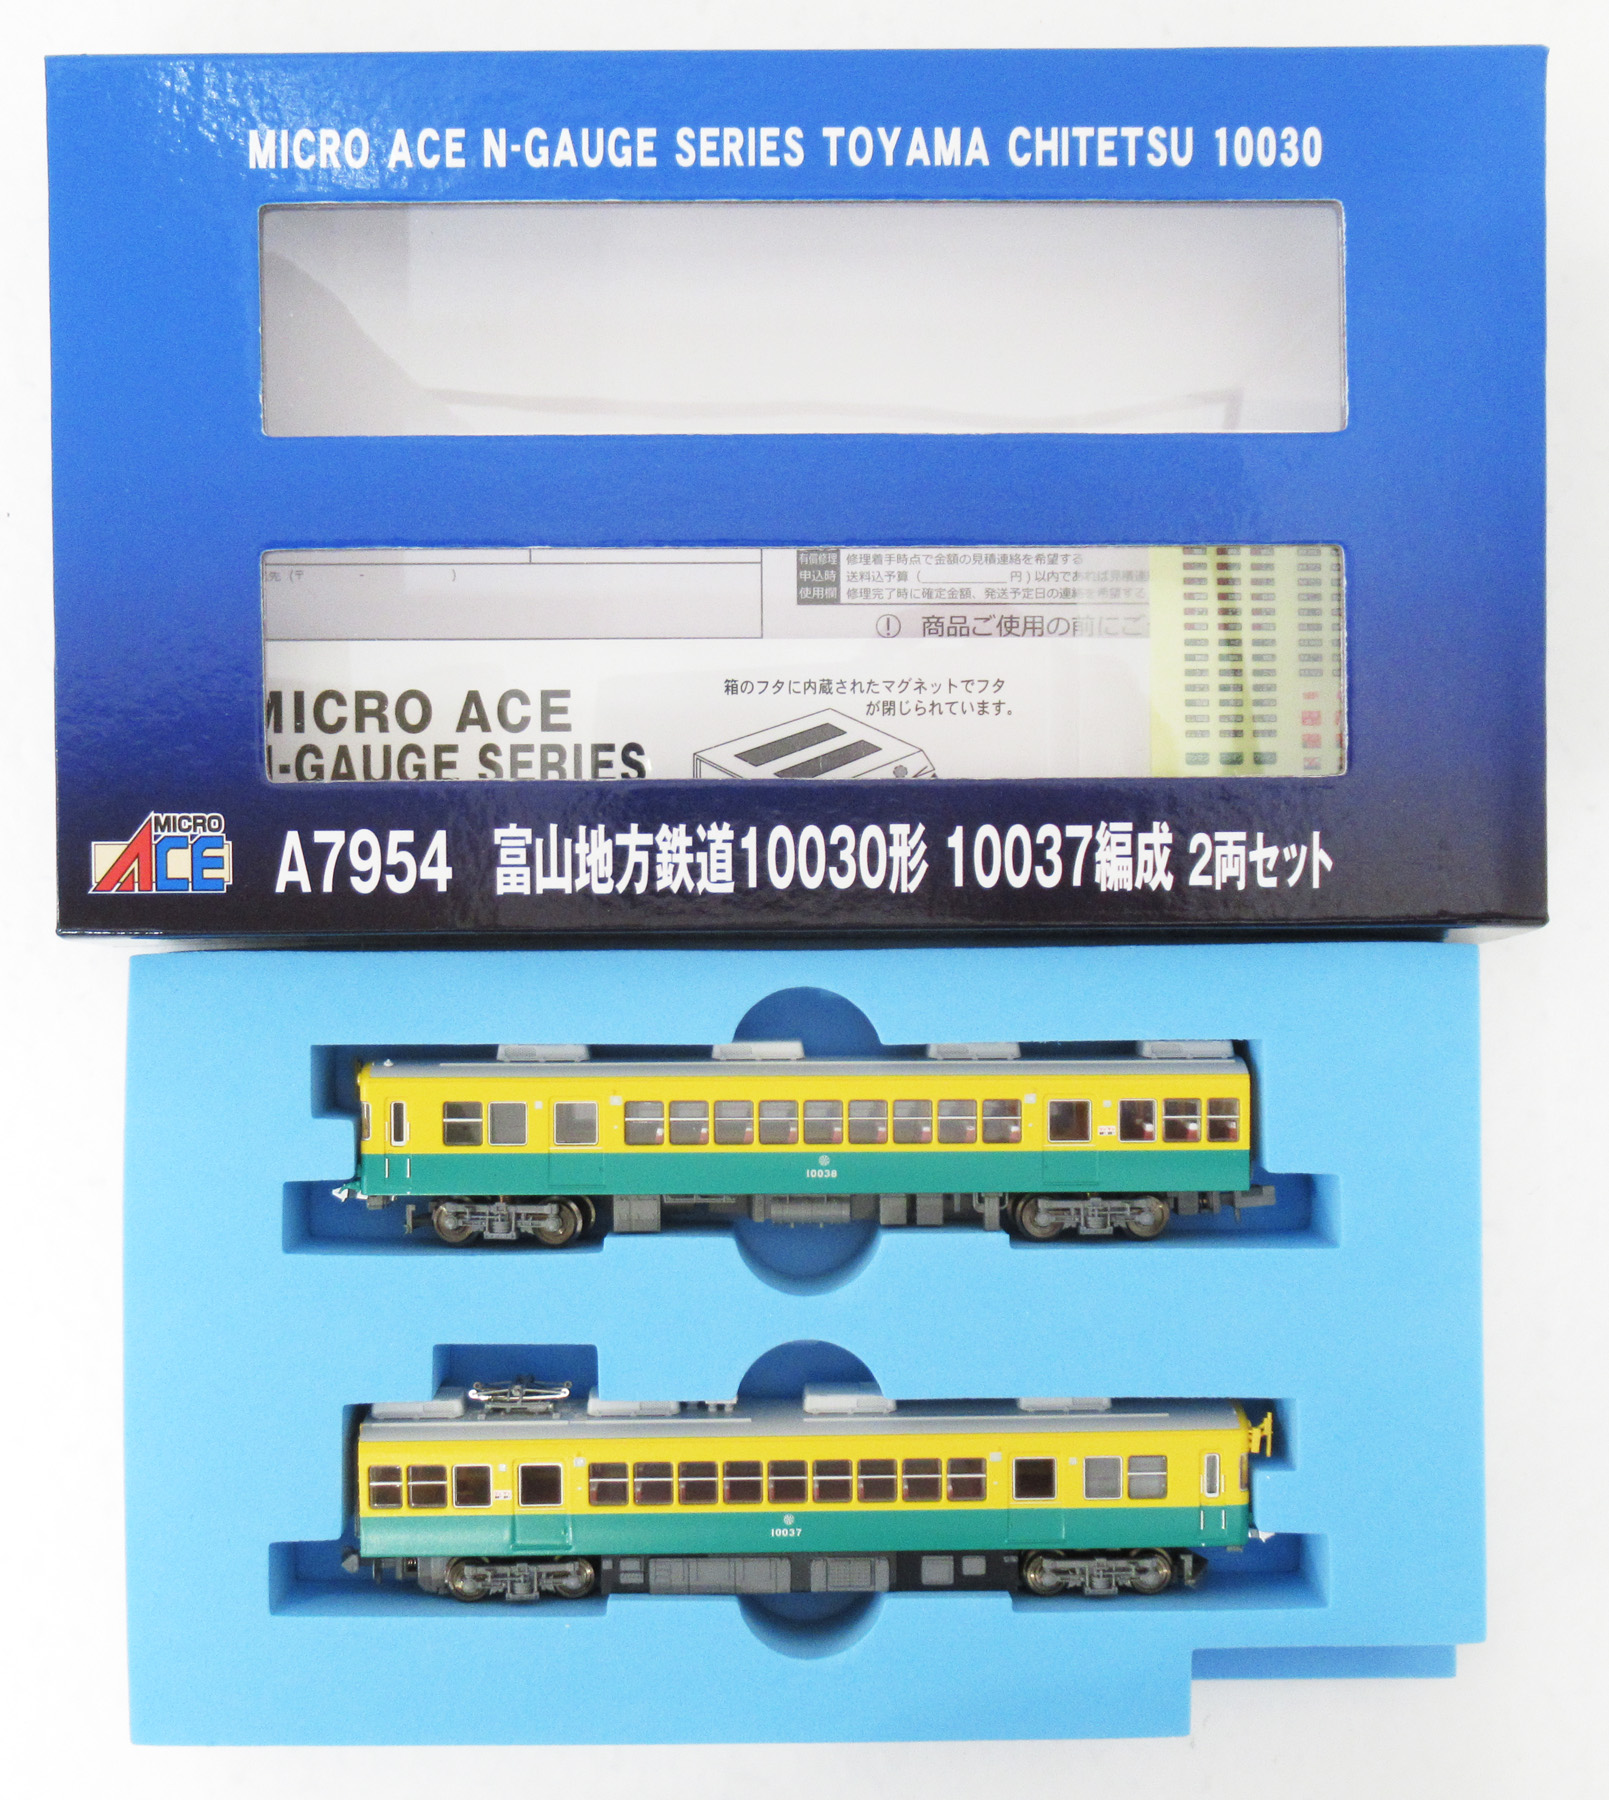 MICRO ACE N-GAUGE SERIES TOYAMA CHITETSU 10030
有償修理 修理着手時点で金額の見積連絡を希望する
先 (〒 - )
申込時 送料込予算 (　　　　円) 以内であれば見積連
使用欄 修理完了時に確定金額、発送予定日の連絡を希望する
! 商品ご使用の前にご
箱のフタに内蔵されたマグネットでフタ
が閉じられています。
MICRO ACE
N-GAUGE SERIES
MICRO
ACE
A7954 富山地方鉄道10030形 10037編成 2両セット
10038
10037